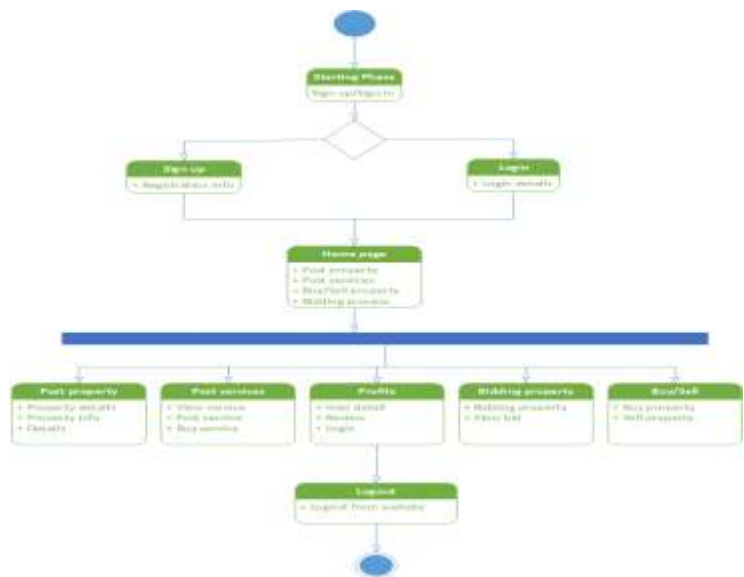 Starting Phase
Sign up/Sign in
Sign up
+ Registration info
Login
+ Login details
Home page
+ Post property
+ Post services
+ Buy/Sell property
+ Bidding process
Post property
+ Property details
+ Property info
+ Details
Post services
+ View service
+ Post service
+ Buy service
Profile
+ detail
+ Review
+ Login
Bidding property
+ Bidding property
+ View bid
Buy/Sell
+ Buy property
+ Sell property
Logout
+ Logout from website